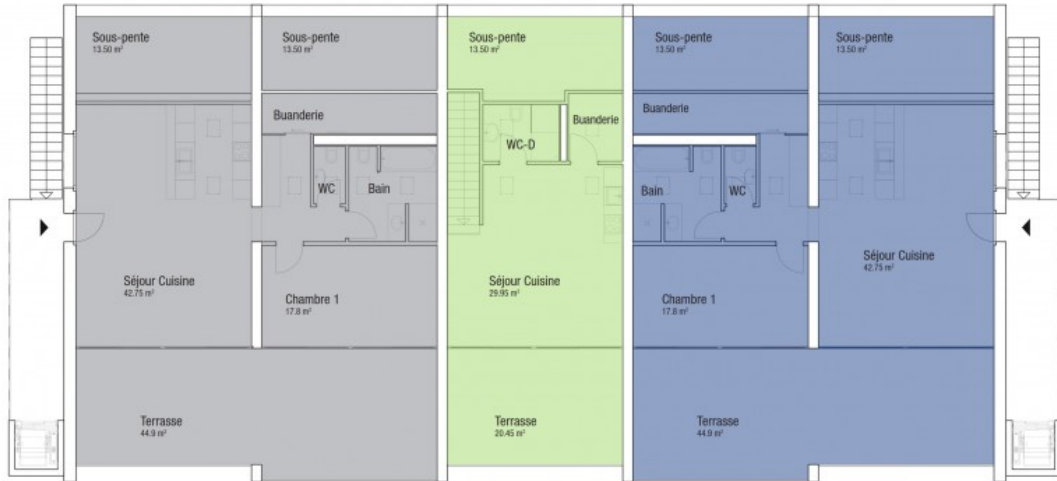 Sous-pente
13.50 m²
Sous-pente
13.50 m²
Sous-pente
13.50 m²
Sous-pente
13.50 m²
Sous-pente
13.50 m²
Buanderie
WC-D
Buanderie
Buanderie
WC
Bain
Bain
WC
Séjour Cuisine
42.75 m²
Chambre 1
17.8 m²
Séjour Cuisine
29.95 m²
Chambre 1
17.8 m²
Séjour Cuisine
42.75 m²
Terrasse
44.9 m²
Terrasse
20.45 m²
Terrasse
44.9 m²